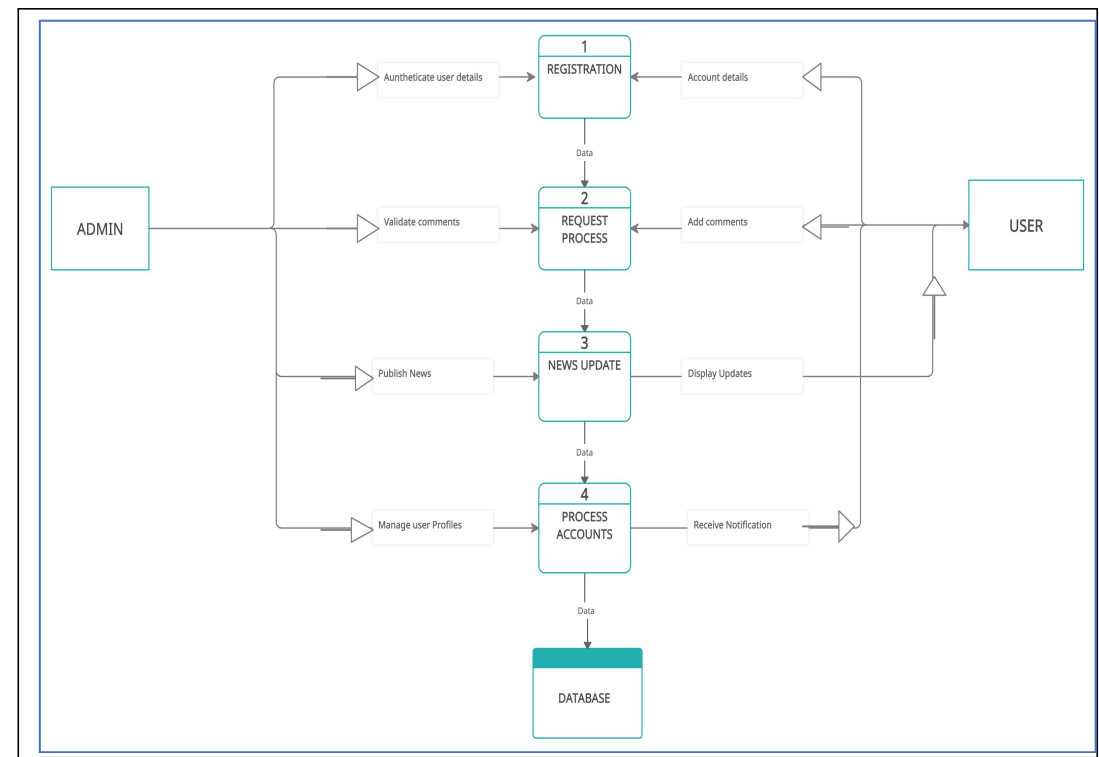 1
REGISTRATION
Auntheticate user details
Account details
Data
ADMIN
2
REQUEST
PROCESS
Validate comments
Add comments
USER
Data
3
NEWS UPDATE
Publish News
Display Updates
Data
4
PROCESS
ACCOUNTS
Manage user Profiles
Receive Notification
Data
DATABASE